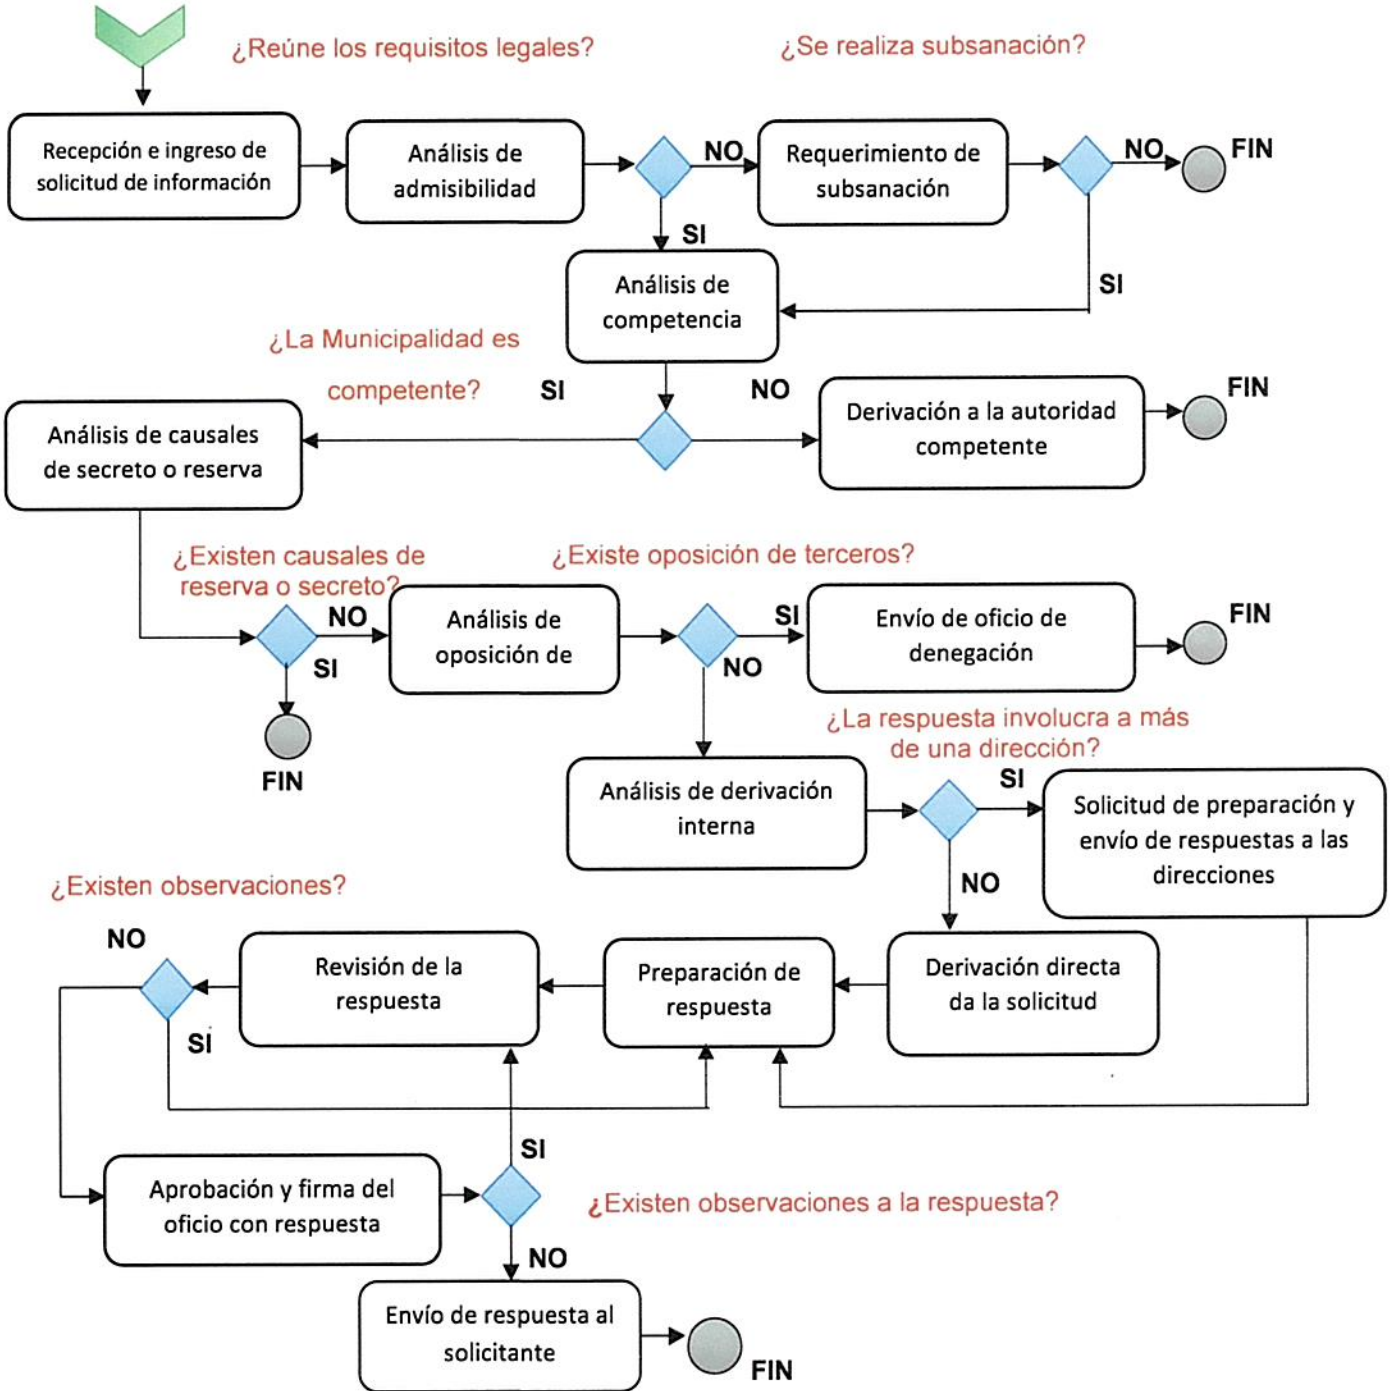 ¿Reúne los requisitos legales?
¿Se realiza subsanación?
Recepción e ingreso de
solicitud de información
Análisis de
admisibilidad
NO
Requerimiento de
subsanación
NO
FIN
SI
SI
Análisis de
competencia
¿La Municipalidad es
competente?
SI
NO
Derivación a la autoridad
competente
FIN
Análisis de causales
de secreto o reserva
¿Existen causales de
reserva o secreto?
¿Existe oposición de terceros?
NO
SI
FIN
Análisis de
oposición de
SI
NO
Envío de oficio de
denegación
FIN
¿La respuesta involucra a más
de una dirección?
Análisis de derivación
interna
SI
NO
Solicitud de preparación y
envío de respuestas a las
direcciones
¿Existen observaciones?
NO
SI
Revisión de la
respuesta
Preparación de
respuesta
Derivación directa
da la solicitud
Aprobación y firma del
oficio con respuesta
SI
¿Existen observaciones a la respuesta?
NO
Envío de respuesta al
solicitante
FIN